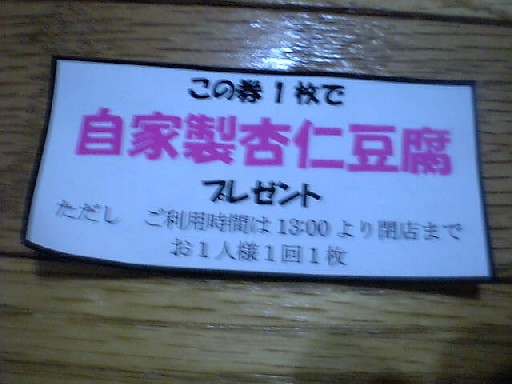 この券1枚で
自家製杏仁豆腐
プレゼント
ただし ご利用時間は13:00より閉店まで
お1人様1回1枚